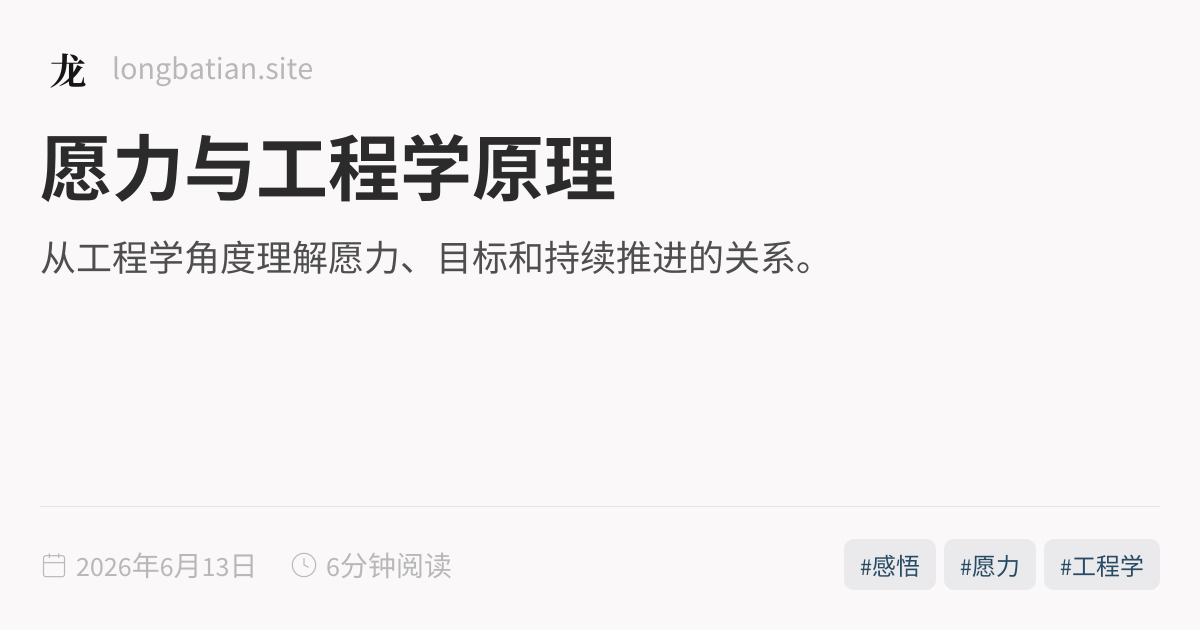 龙 longbatian.site
愿力与工程学原理
从工程学角度理解愿力、目标和持续推进的关系。
2026年6月13日 6分钟阅读 #感悟 #愿力 #工程学